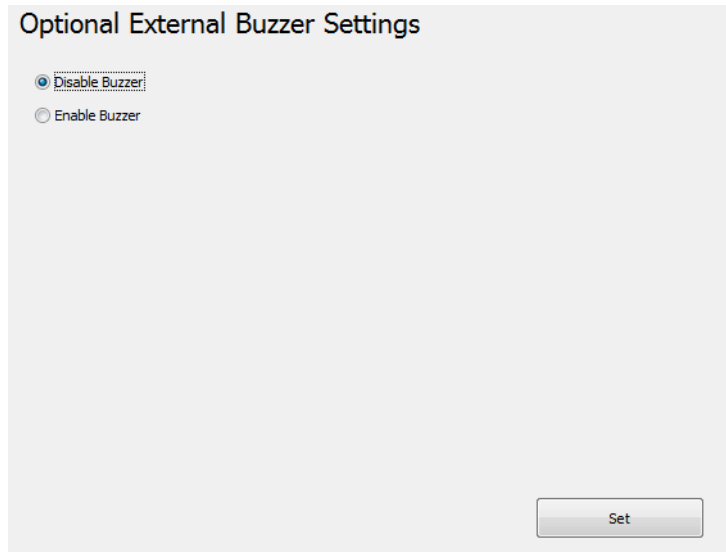 Optional External Buzzer Settings
Disable Buzzer
Enable Buzzer
Set